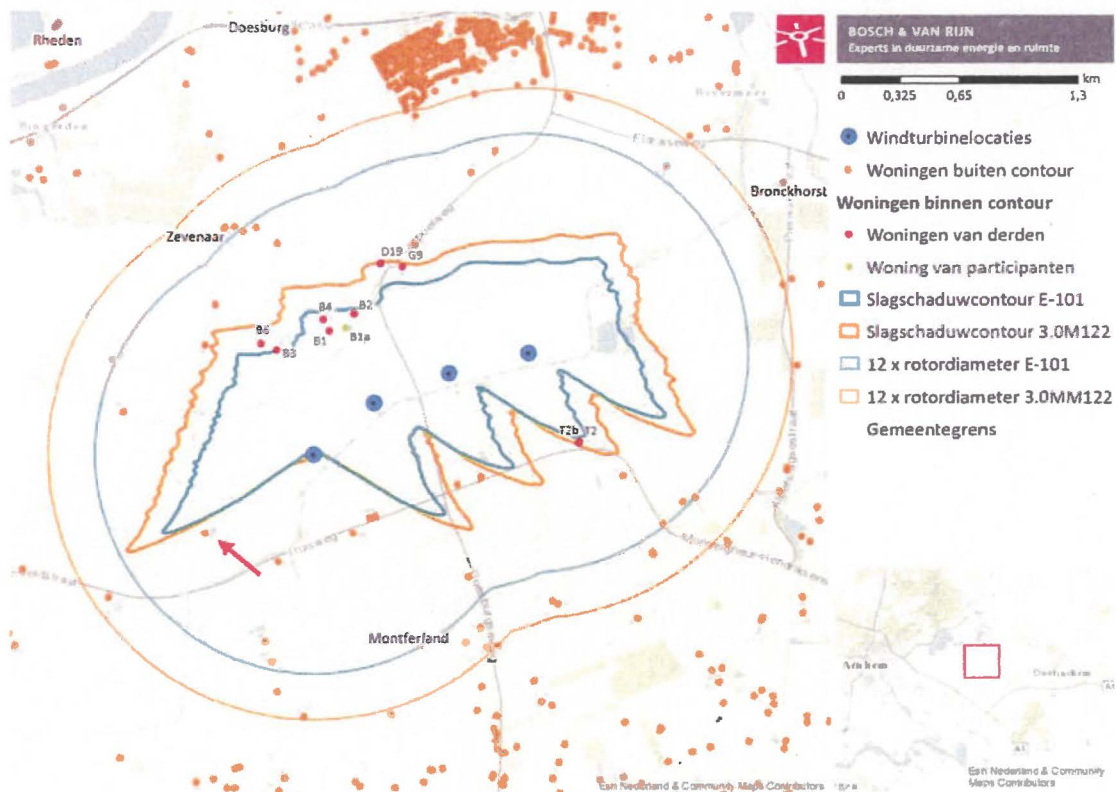 Doesburg
Rheden
BOSCH & VAN RIJN
Experts in duurzame energie en ruimte
km
0 0,325 0,65 1,3
Windturbinelocaties
Woningen buiten contour
Woningen binnen contour
Woningen van derden
Woning van participanten
Slagschaduwcontour E-101
Slagschaduwcontour 3.0M122
12 x rotordiameter E-101
12 x rotordiameter 3.0MM122
Gemeentegrens
Bronckhorst
Zevenaar
D19
G9
B4
B2
B6
B3
B1
B1a
T2b
T2
Montferland
Arnhem
Doetinchem
Esri Nederland & Community Maps Contributors
Esri Nederland & Community
Maps Contributors